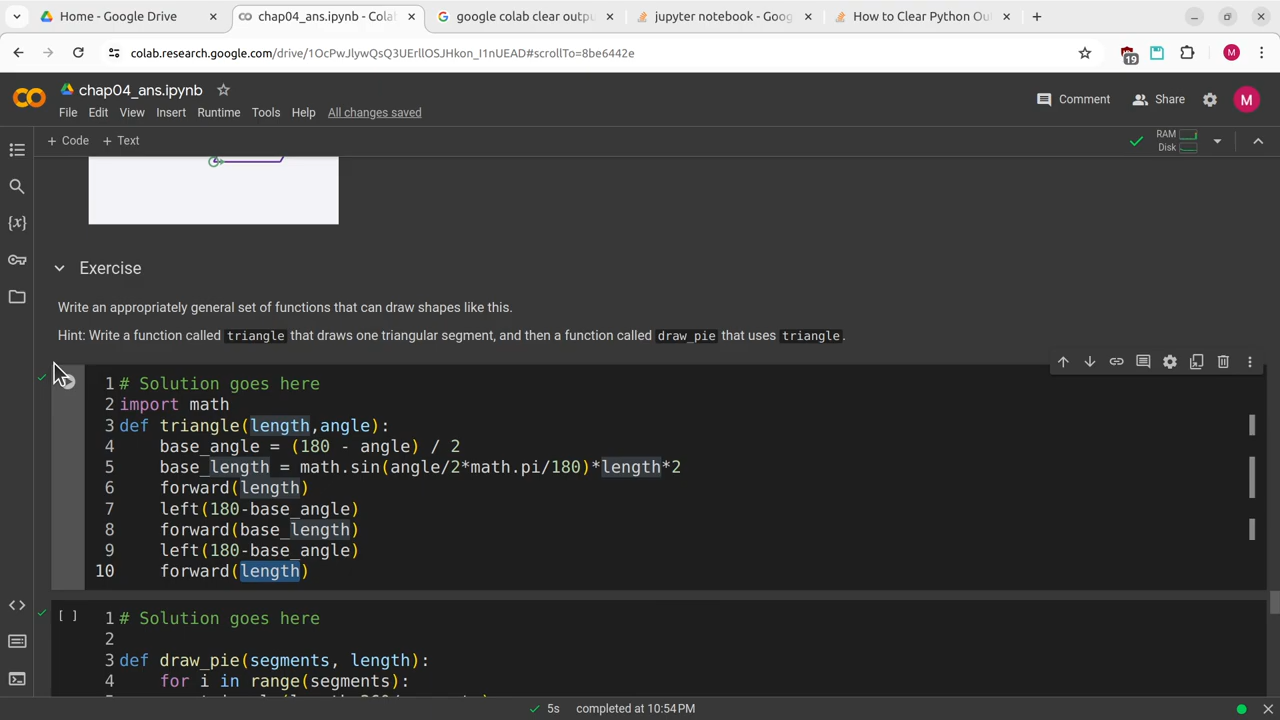 Home - Google Drive
chap04_ans.ipynb - Colab
google colab clear outpu
jupyter notebook - Goog
How to Clear Python Ou
colab.research.google.com/drive/1OcPwJlywQsQ3UErllOSJHkon_I1nUEAD#scrollTo=8be6442e
19
M
CO
chap04_ans.ipynb
Comment
Share
M
File Edit View Insert Runtime Tools Help All changes saved
+ Code + Text
RAM
Disk
{x}
Exercise
Write an appropriately general set of functions that can draw shapes like this.
Hint: Write a function called triangle that draws one triangular segment, and then a function called draw_pie that uses triangle.
1 # Solution goes here
2 import math
3 def triangle(length,angle):
4     base_angle = (180 - angle) / 2
5     base_length = math.sin(angle/2*math.pi/180)*length*2
6     forward(length)
7     left(180-base_angle)
8     forward(base_length)
9     left(180-base_angle)
10     forward(length)
[ ] 1 # Solution goes here
2
3 def draw_pie(segments, length):
4     for i in range(segments):
5s completed at 10:54 PM